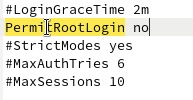 #LoginGraceTime 2m
PermitRootLogin no
#StrictModes yes
#MaxAuthTries 6
#MaxSessions 10